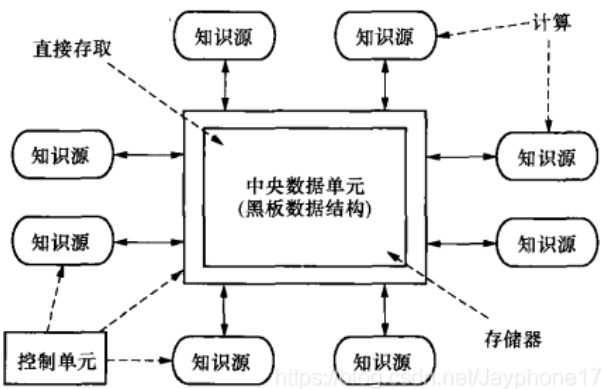 知识源
知识源
计算
直接存取
知识源
知识源
中央数据单元
(黑板数据结构)
知识源
知识源
存储器
控制单元
知识源
知识源
https://blog.csdn.net/Jayphone17